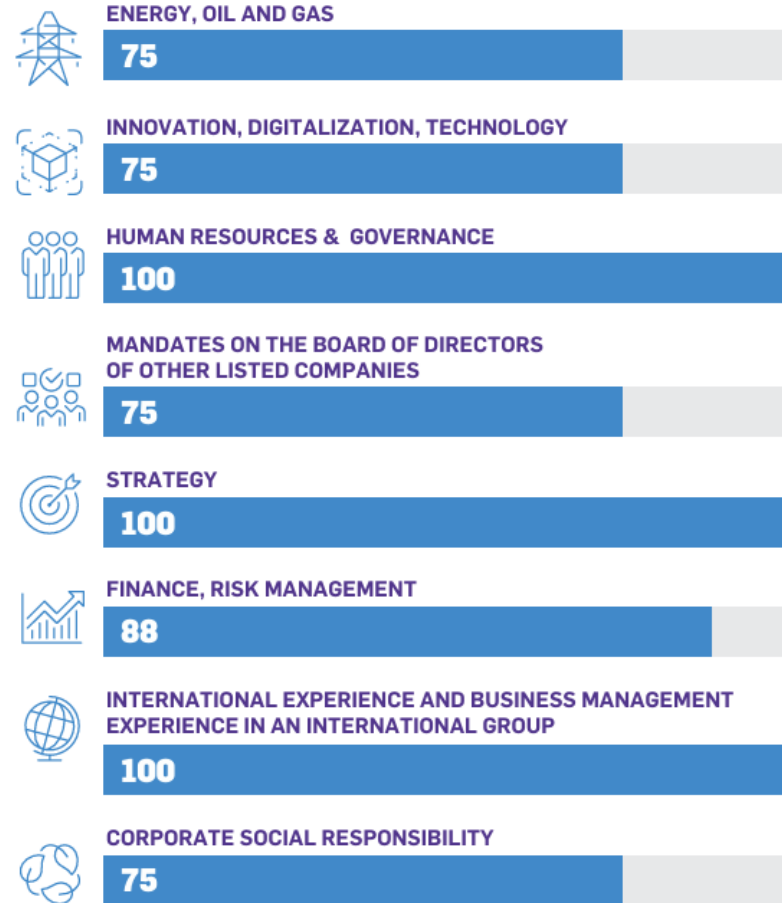 ENERGY, OIL AND GAS
75
INNOVATION, DIGITALIZATION, TECHNOLOGY
75
HUMAN RESOURCES & GOVERNANCE
100
MANDATES ON THE BOARD OF DIRECTORS
OF OTHER LISTED COMPANIES
75
STRATEGY
100
FINANCE, RISK MANAGEMENT
88
INTERNATIONAL EXPERIENCE AND BUSINESS MANAGEMENT
EXPERIENCE IN AN INTERNATIONAL GROUP
100
CORPORATE SOCIAL RESPONSIBILITY
75